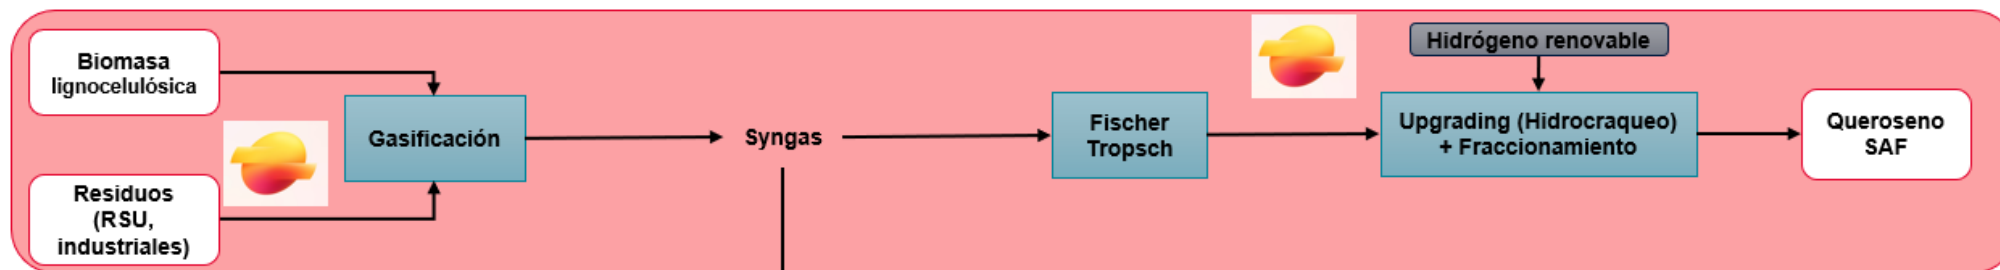 Biomasa
lignocelulósica
Residuos
(RSU,
industriales)
Gasificación
Syngas
Fischer
Tropsch
Hidrógeno renovable
Upgrading (Hidrocraqueo)
+ Fraccionamiento
Queroseno
SAF